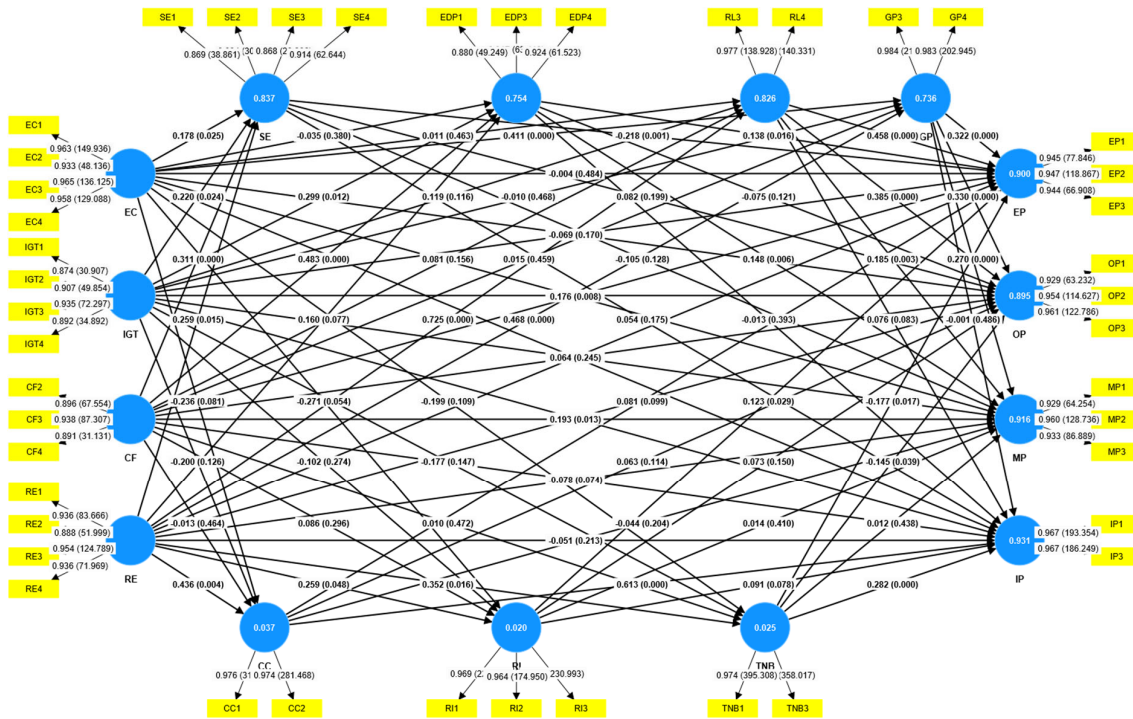 SE1 SE2 SE3 SE4 EDP1 EDP3 EDP4 RL3 RL4 GP3 GP4
0.869 (38.861) 0.868 0.914 (62.644) 0.880 (49.249) 0.924 (61.523) 0.977 (138.928) 140.331) 0.984 0.983 (202.945)
0.837 0.754 0.826 0.736
SE GP
EC1
0.178 (0.025) -0.035 (0.380) 0.011 (0.463) 0.411 (0.000) -0.218 (0.001) 0.138 (0.016) 0.458 (0.000) 0.322 (0.000)
EP1
0.963 (149.936)
0.945 (77.846)
EC2
0.933 (48.136)
0.947 (118.867)
EP2
0.900
-0.004 (0.484)
EC3
0.965 (136.125)
0.944 (66.908)
0.220 (0.024) 0.299 (0.012) 0.119 (0.116) -0.010 (0.468) 0.082 (0.199) -0.075 (0.121) 0.385 (0.000) 0.330 (0.000)
0.958 (129.088)
EP3
EC EP
EC4
-0.069 (0.170)
IGT1
0.311 (0.000) 0.483 (0.000) 0.081 (0.156) 0.015 (0.459) -0.105 (0.128) 0.148 (0.006) 0.185 (0.003) 0.270 (0.000)
OP1
0.874 (30.907)
0.929 (63.232)
IGT2
0.907 (49.854)
0.954 (114.627)
OP2
0.176 (0.008)
0.895
IGT3
0.935 (72.297)
0.961 (122.786)
0.892 (34.892)
0.259 (0.015) 0.160 (0.077) 0.725 (0.000) 0.468 (0.000) 0.054 (0.175) -0.013 (0.393) 0.076 (0.083) -0.001 (0.486)
OP3
IGT OP
IGT4
0.064 (0.245)
CF2
MP1
-0.236 (0.081) -0.271 (0.054) -0.199 (0.109) 0.081 (0.099) 0.123 (0.029) -0.177 (0.017)
0.896 (67.554)
0.929 (64.254)
CF3
0.938 (87.307)
0.193 (0.013)
0.916
0.960 (128.736)
MP2
0.891 (31.131)
0.933 (86.889)
CF4
MP3
CF MP
-0.200 (0.126) -0.102 (0.274) -0.177 (0.147) 0.063 (0.114) 0.073 (0.150) -0.145 (0.039)
-0.078 (0.074)
RE1
0.936 (83.666)
IP1
RE2
0.888 (51.999)
-0.013 (0.464) 0.086 (0.296) 0.010 (0.472) -0.044 (0.204) 0.014 (0.410) 0.012 (0.438)
0.967 (193.354)
-0.051 (0.213)
0.931
0.967 (186.249)
0.954 (124.789)
RE3
IP3
0.936 (71.969)
RE IP
RE4
0.436 (0.004) 0.259 (0.048) 0.352 (0.016) 0.613 (0.000) 0.091 (0.078) 0.282 (0.000)
0.037 0.020 0.025
CC RI TNB
0.976 0.974 (281.468) 0.969 0.964 (174.950) 230.993) 0.974 (395.308) 358.017)
CC1 CC2 RI1 RI2 RI3 TNB1 TNB3